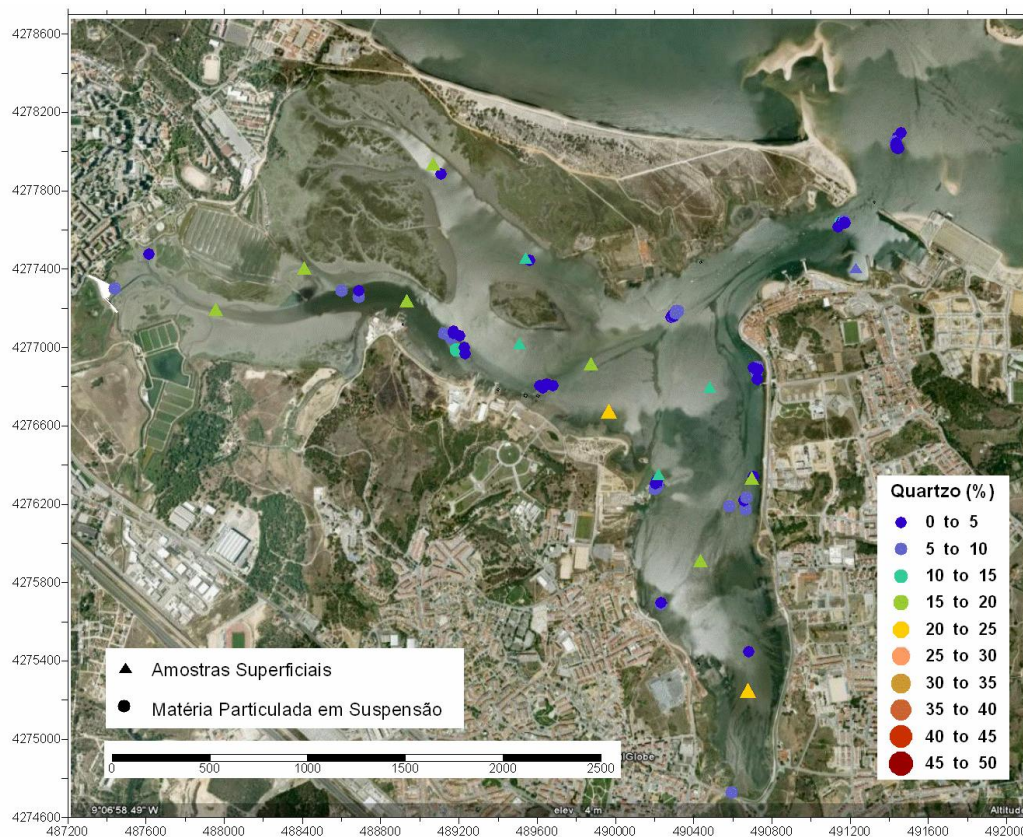 4278600
4278200
4277800
4277400
4277000
4276600
4276200
4275800
4275400
4275000
4274600
Quartzo (%)
0 to 5
5 to 10
10 to 15
15 to 20
20 to 25
25 to 30
30 to 35
35 to 40
40 to 45
45 to 50
Amostras Superficiais
Matéria Particulada em Suspensão
0 500 1000 1500 2000 2500
9°06'58.49" W
elev 4 m
Altitud
487200 487600 488000 488400 488800 489200 489600 490000 490400 490800 491200 491600 49200